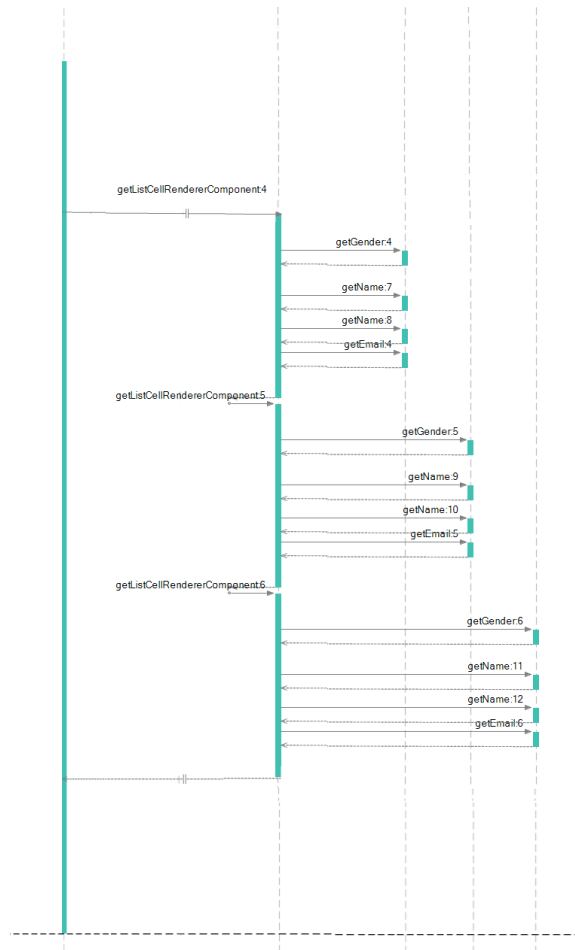 getListCellRendererComponent:4
getGender:4
getName:7
getName:8
getEmail:4
getListCellRendererComponent:5
getGender:5
getName:9
getName:10
getEmail:5
getListCellRendererComponent:6
getGender:6
getName:11
getName:12
getEmail:6